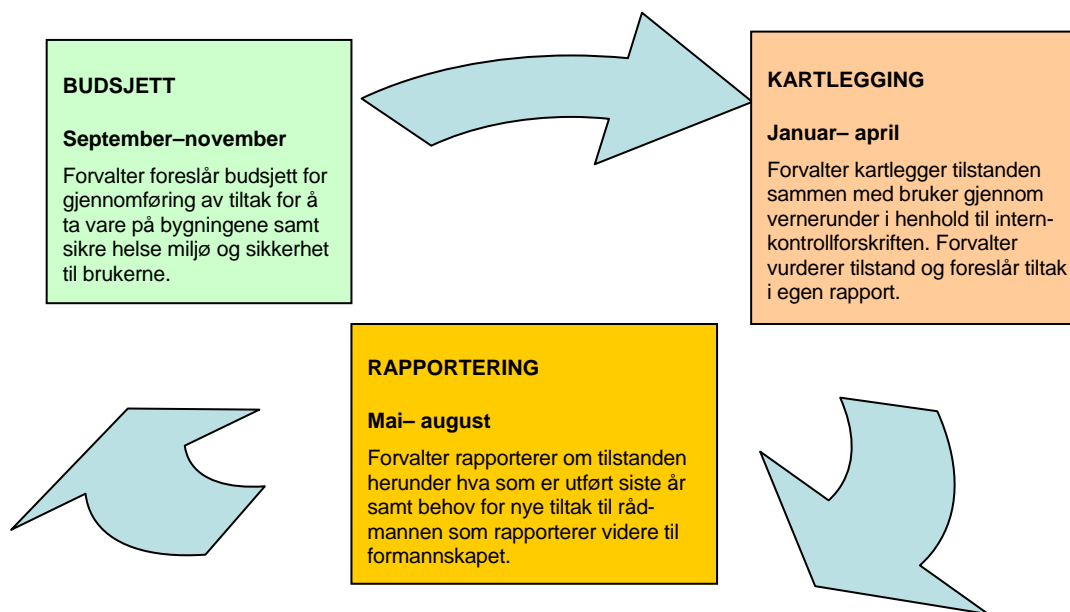 BUDSJETT
September–november
Forvalter foreslår budsjett for
gjennomføring av tiltak for å
ta vare på bygningene samt
sikre helse miljø og sikkerhet
til brukerne.
KARTLEGGING
Januar– april
Forvalter kartlegger tilstanden
sammen med bruker gjennom
vernerunder i henhold til intern-
kontrollforskriften. Forvalter
vurderer tilstand og foreslår tiltak
i egen rapport.
RAPPORTERING
Mai– august
Forvalter rapporterer om tilstanden
herunder hva som er utført siste år
samt behov for nye tiltak til råd-
mannen som rapporterer videre til
formannskapet.